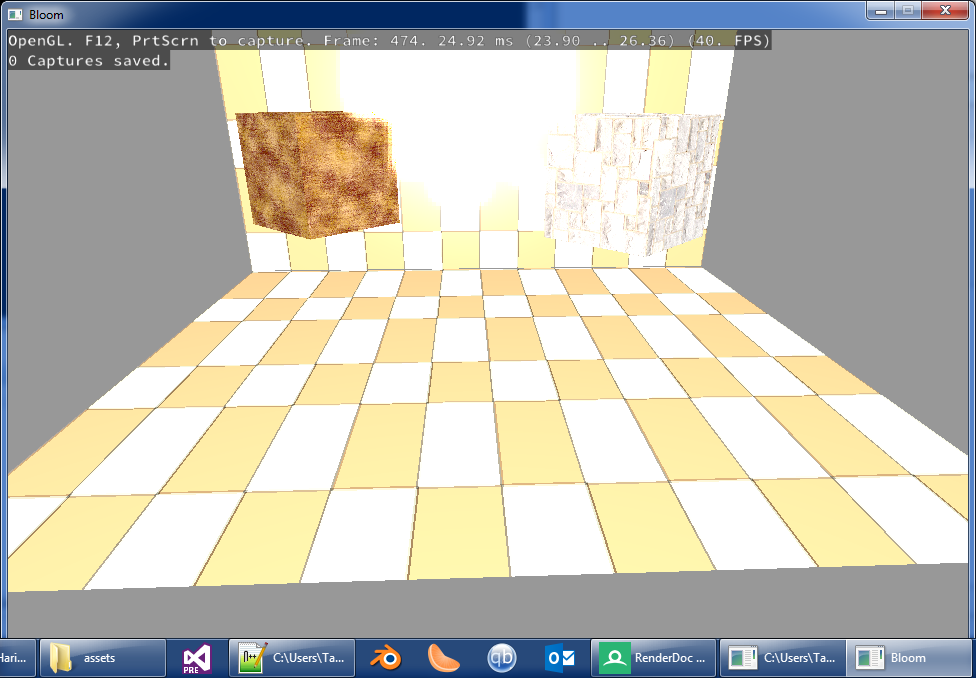 Bloom
OpenGL. F12, PrtScrn to capture. Frame: 474. 24.92 ms (23.90 .. 26.36) (40. FPS)
0 Captures saved.
Hari...
assets
PRE
C:\Users\Ta...
qb
RenderDoc ...
C:\Users\Ta...
Bloom